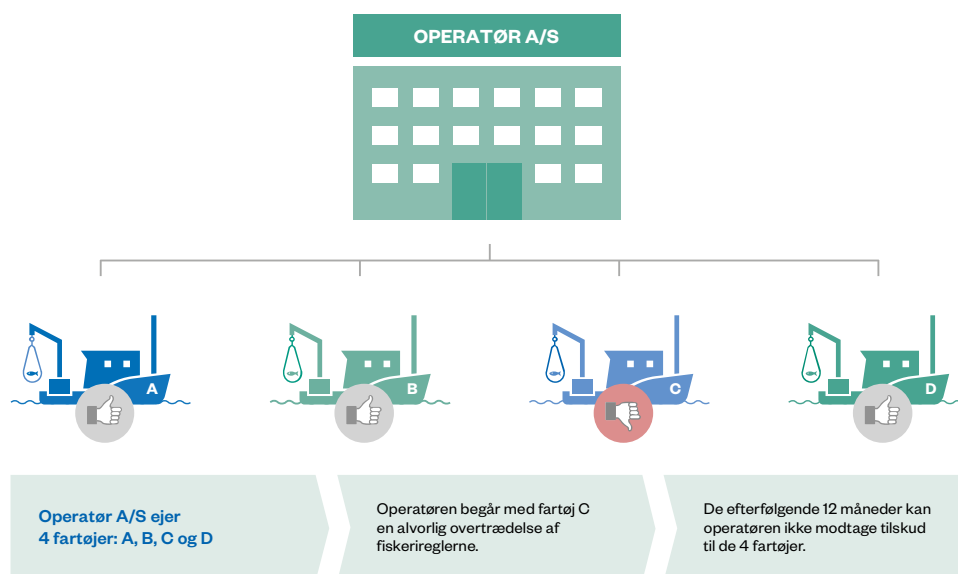 OPERATØR A/S
A
B
C
D
Operatør A/S ejer
4 fartøjer: A, B, C og D
Operatøren begår med fartøj C
en alvorlig overtrædelse af
fiskerireglerne.
De efterfølgende 12 måneder kan
operatøren ikke modtage tilskud
til de 4 fartøjer.